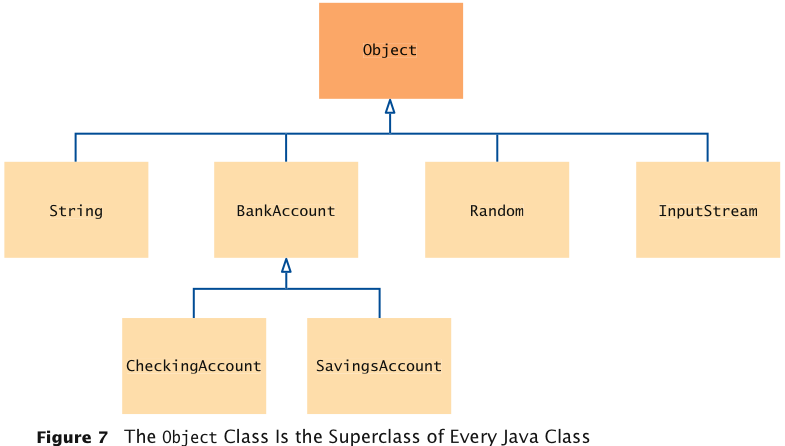 Object
String BankAccount Random InputStream
CheckingAccount SavingsAccount
Figure 7 The Object Class Is the Superclass of Every Java Class